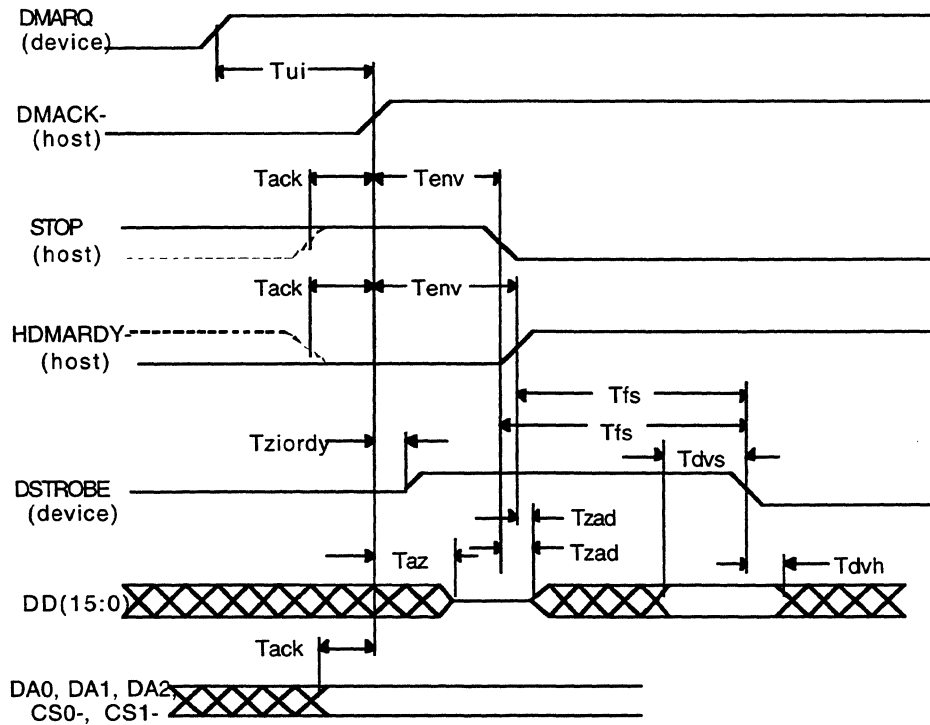 DMARQ
(device)
Tui
DMACK-
(host)
Tack
Tenv
STOP
(host)
Tack
Tenv
HDMARDY-
(host)
Tfs
Tfs
Tziordy
Tdvs
DSTROBE
(device)
Tzad
Taz
Tzad
Tdvh
DD(15:0)
Tack
DA0, DA1, DA2,
CS0-, CS1-